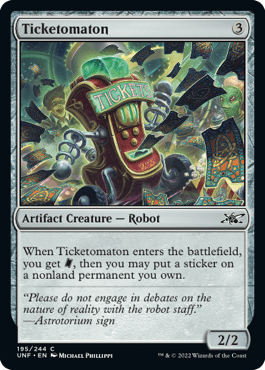 Ticketomaton 3
TICKETS
Artifact Creature — Robot
When Ticketomaton enters the battlefield,
you get , then you may put a sticker on
a nonland permanent you own.
“Please do not engage in debates on the
nature of reality with the robot staff.”
—Astrotorium sign
2/2
195/244 C
UNF • EN Michael Phillippi
™ & © 2022 Wizards of the Coast